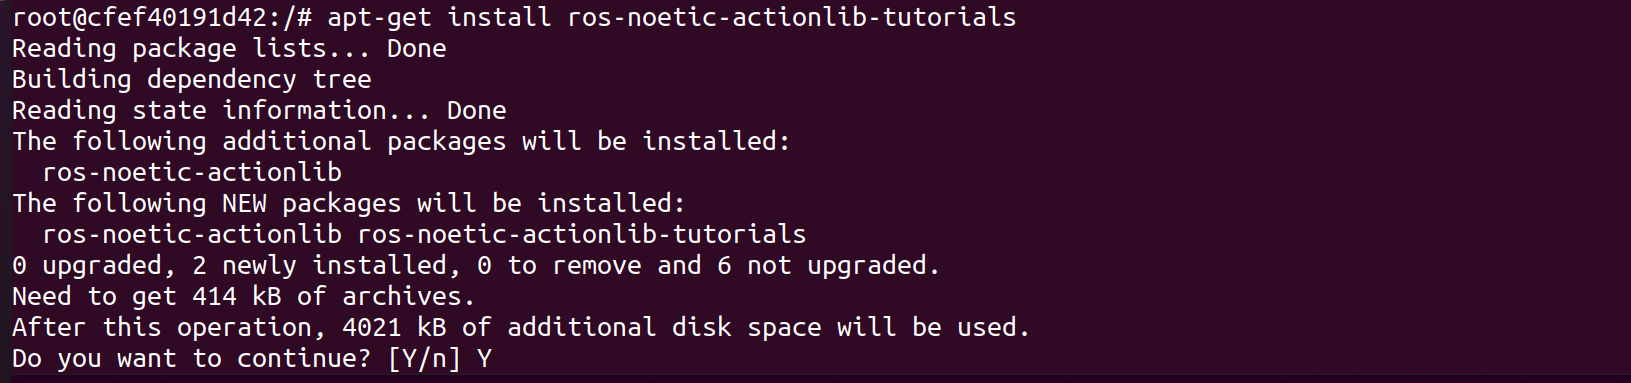 root@cfef40191d42:/# apt-get install ros-noetic-actionlib-tutorials
Reading package lists... Done
Building dependency tree
Reading state information... Done
The following additional packages will be installed:
  ros-noetic-actionlib
The following NEW packages will be installed:
  ros-noetic-actionlib ros-noetic-actionlib-tutorials
0 upgraded, 2 newly installed, 0 to remove and 6 not upgraded.
Need to get 414 kB of archives.
After this operation, 4021 kB of additional disk space will be used.
Do you want to continue? [Y/n] Y